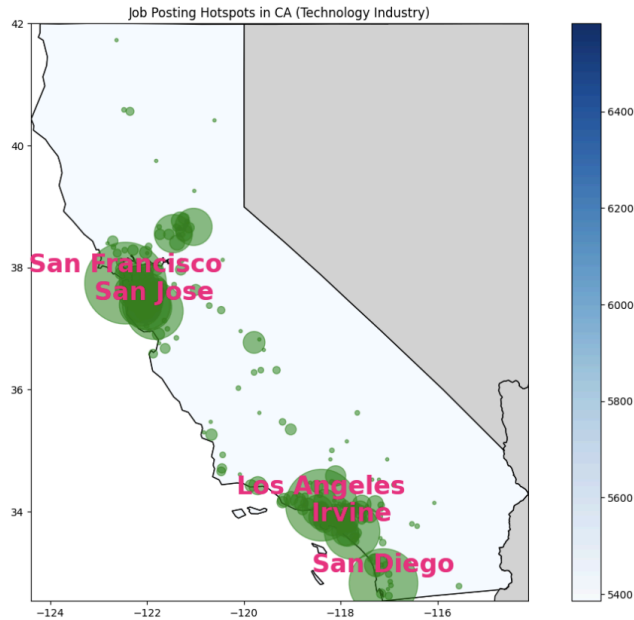 Job Posting Hotspots in CA (Technology Industry)
42
40
38
36
34
San Francisco
San Jose
Los Angeles
Irvine
San Diego
−124
−122
−120
−118
−116
6400
6200
6000
5800
5600
5400